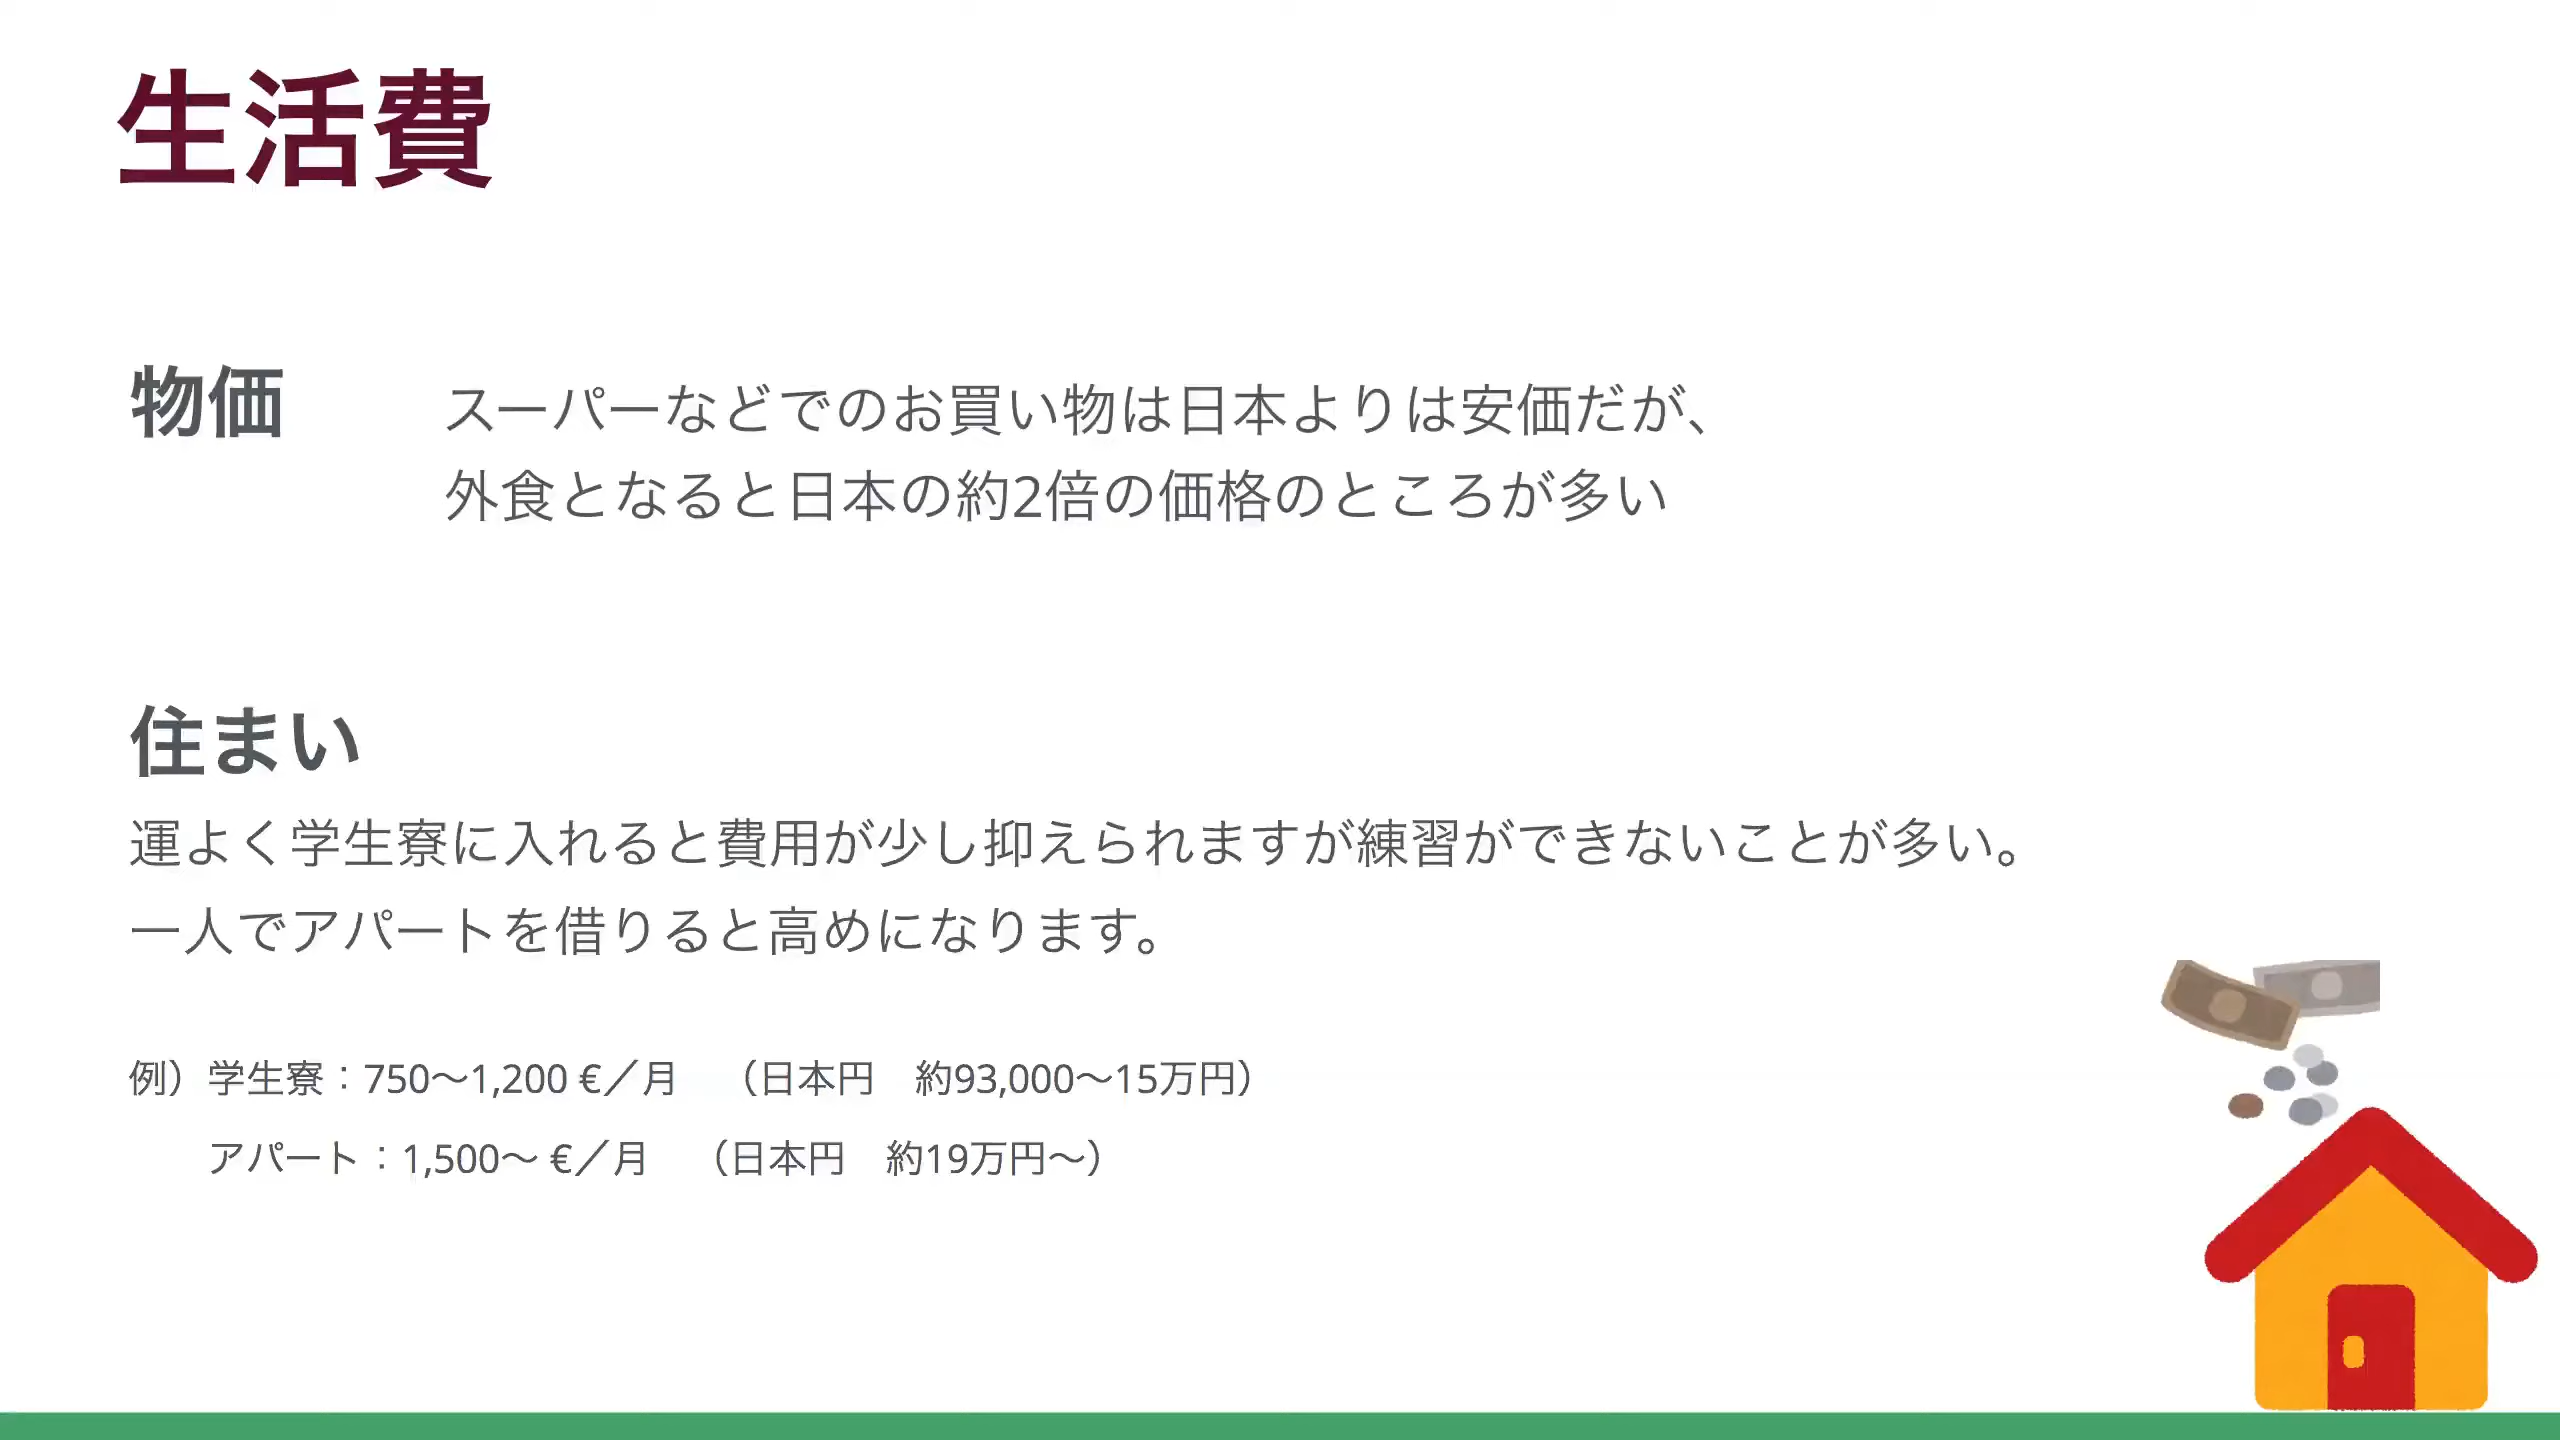 生活費
物価 スーパーなどでのお買い物は日本よりは安価だが、
外食となると日本の約2倍の価格のところが多い
住まい
運よく学生寮に入れると費用が少し抑えられますが練習ができないことが多い。
一人でアパートを借りると高めになります。
例）学生寮：750〜1,200 €／月 （日本円 約93,000〜15万円）
アパート：1,500〜 €／月 （日本円 約19万円〜）